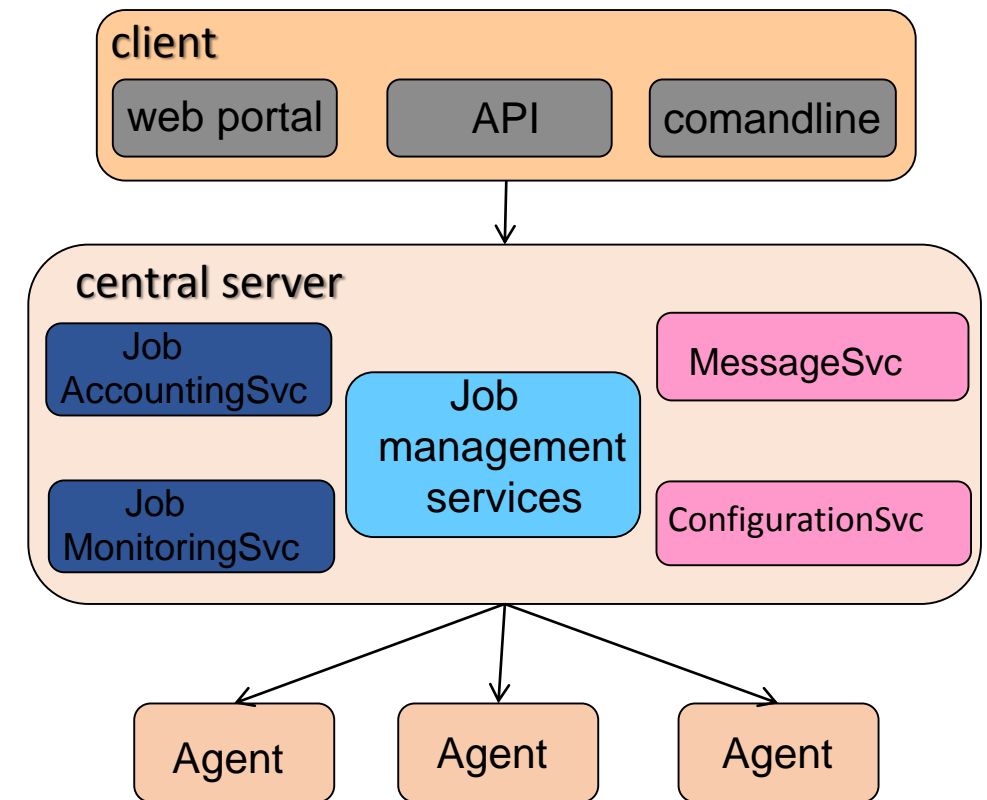 client
web portal
API
comandline
central server
Job
AccountingSvc
Job
management
services
MessageSvc
Job
MonitoringSvc
ConfigurationSvc
Agent
Agent
Agent